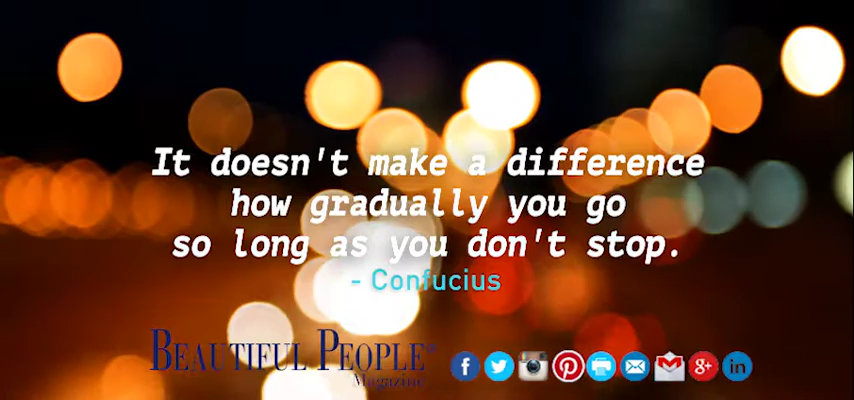 It doesn't make a difference
how gradually you go
so long as you don't stop.
- Confucius
BEAUTIFUL PEOPLE
Magazine